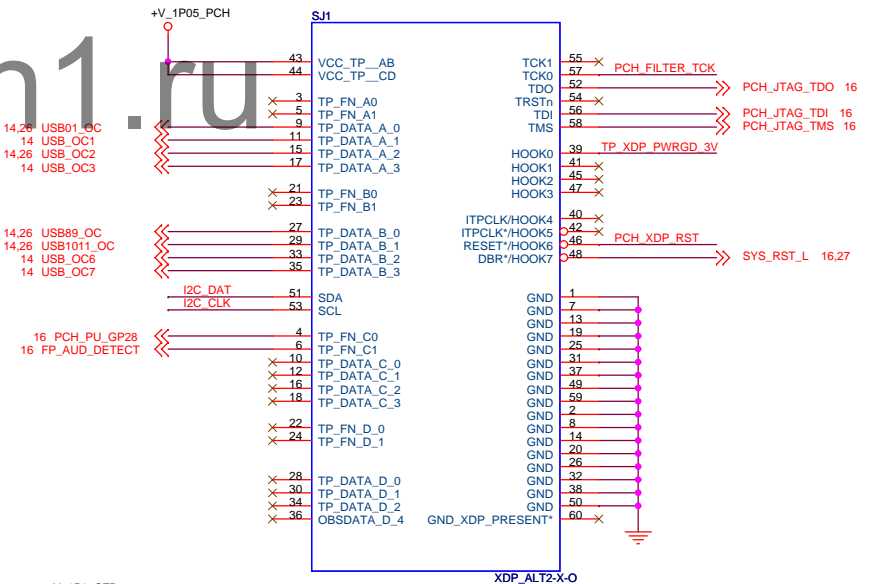 +V_1P05_PCH
SJ1
n1.ru
43 VCC_TP__AB
44 VCC_TP__CD
3 TP_FN_A0
5 TP_FN_A1
14,26 USB01_OC 9 TP_DATA_A_0
14 USB_OC1 11 TP_DATA_A_1
14,26 USB_OC2 15 TP_DATA_A_2
14 USB_OC3 17 TP_DATA_A_3
21 TP_FN_B0
23 TP_FN_B1
14,26 USB89_OC 27 TP_DATA_B_0
14,26 USB1011_OC 29 TP_DATA_B_1
14 USB_OC6 33 TP_DATA_B_2
14 USB_OC7 35 TP_DATA_B_3
I2C_DAT 51 SDA
I2C_CLK 53 SCL
16 PCH_PU_GP28 4 TP_FN_C0
16 FP_AUD_DETECT 6 TP_FN_C1
10 TP_DATA_C_0
12 TP_DATA_C_1
16 TP_DATA_C_2
18 TP_DATA_C_3
22 TP_FN_D_0
24 TP_FN_D_1
28 TP_DATA_D_0
30 TP_DATA_D_1
34 TP_DATA_D_2
36 OBSDATA_D_4
TCK1 55
TCK0 57 PCH_FILTER_TCK
TDO 52 PCH_JTAG_TDO 16
TRSTn 54
TDI 56 PCH_JTAG_TDI 16
TMS 58 PCH_JTAG_TMS 16
HOOK0 39 TP_XDP_PWRGD_3V
HOOK1 41
HOOK2 45
HOOK3 47
ITPCLK/HOOK4 40
ITPCLK*/HOOK5 42
RESET*/HOOK6 46 PCH_XDP_RST
DBR*/HOOK7 48 SYS_RST_L 16,27
GND 1
GND 7
GND 13
GND 19
GND 25
GND 31
GND 37
GND 49
GND 59
GND 2
GND 8
GND 14
GND 20
GND 26
GND 32
GND 38
GND 50
GND_XDP_PRESENT* 60
XDP_ALT2-X-O